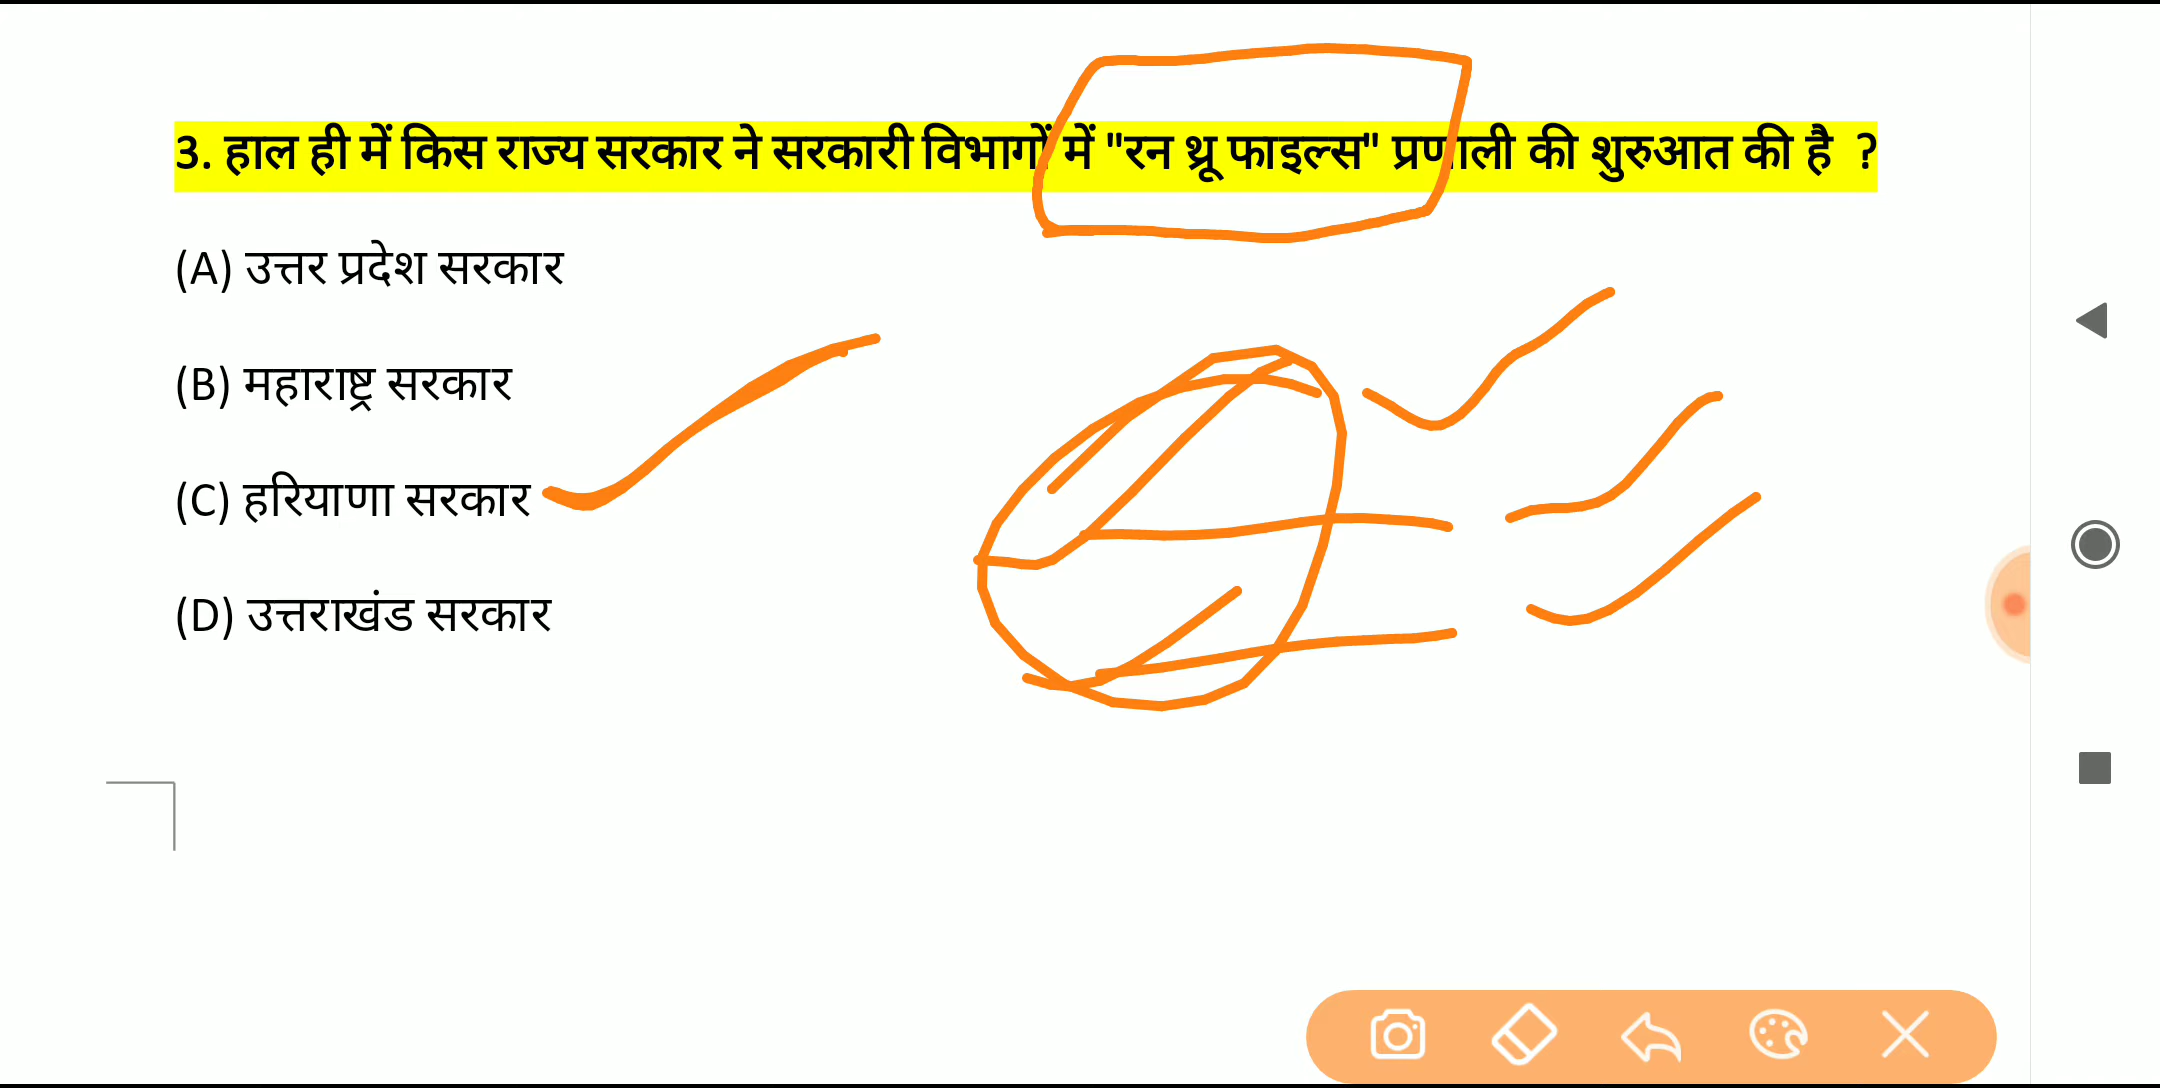 3. हाल ही में किस राज्य सरकार ने सरकारी विभागों में "रन थ्रू फाइल्स" प्रणाली की शुरुआत की है ?
(A) उत्तर प्रदेश सरकार
(B) महाराष्ट्र सरकार
(C) हरियाणा सरकार
(D) उत्तराखंड सरकार